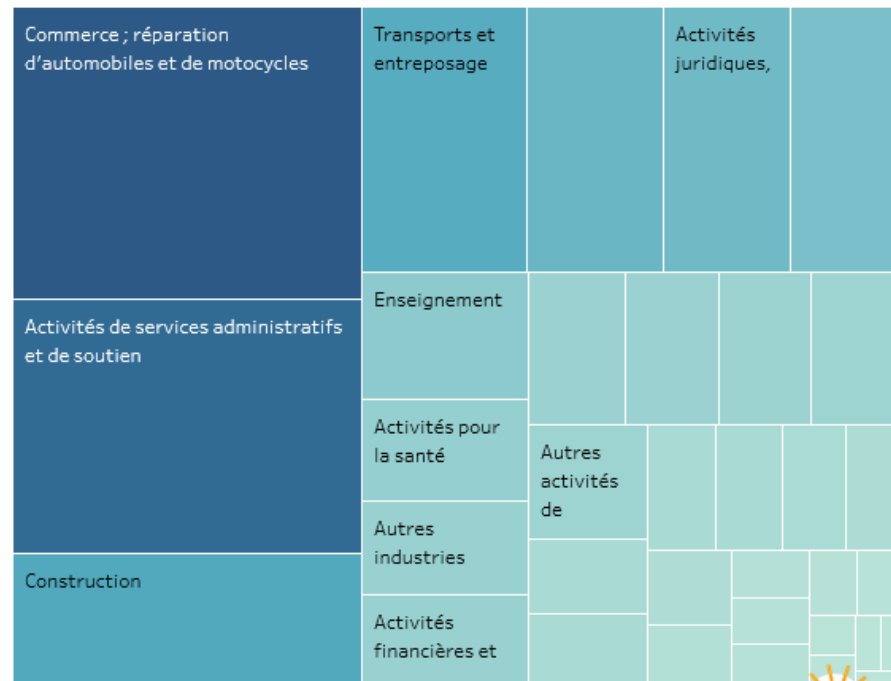 Commerce ; réparation
d'automobiles et de motocycles
Activités de services administratifs
et de soutien
Construction
Transports et
entreposage
Activités
juridiques,
Enseignement
Activités pour
la santé
Autres
industries
Activités
financières et
Autres
activités
de